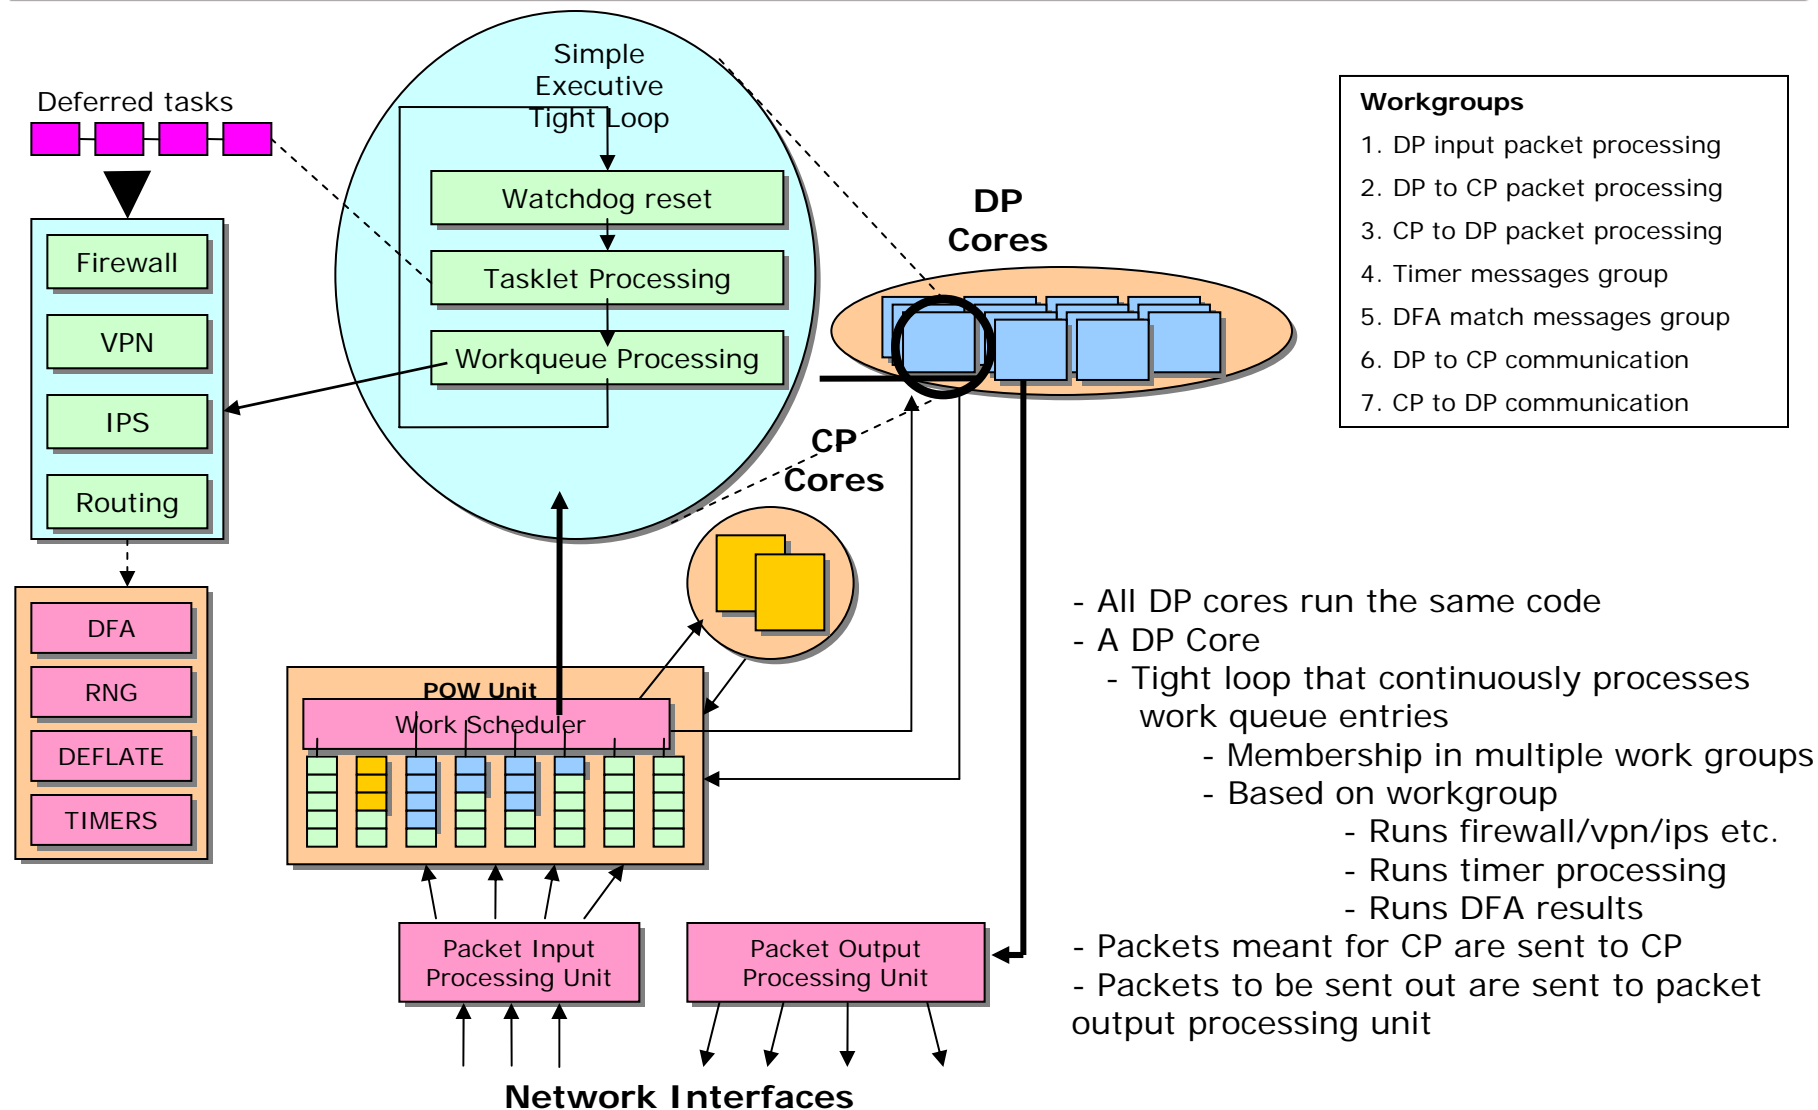 Simple
Executive
Tight Loop
Deferred tasks
Watchdog reset
Tasklet Processing
Workqueue Processing
Firewall
VPN
IPS
Routing
DFA
RNG
DEFLATE
TIMERS
DP
Cores
CP
Cores
POW Unit
Work Scheduler
Packet Input
Processing Unit
Packet Output
Processing Unit
Network Interfaces
Workgroups
1. DP input packet processing
2. DP to CP packet processing
3. CP to DP packet processing
4. Timer messages group
5. DFA match messages group
6. DP to CP communication
7. CP to DP communication
- All DP cores run the same code
- A DP Core
- Tight loop that continuously processes
work queue entries
- Membership in multiple work groups
- Based on workgroup
- Runs firewall/vpn/ips etc.
- Runs timer processing
- Runs DFA results
- Packets meant for CP are sent to CP
- Packets to be sent out are sent to packet
output processing unit